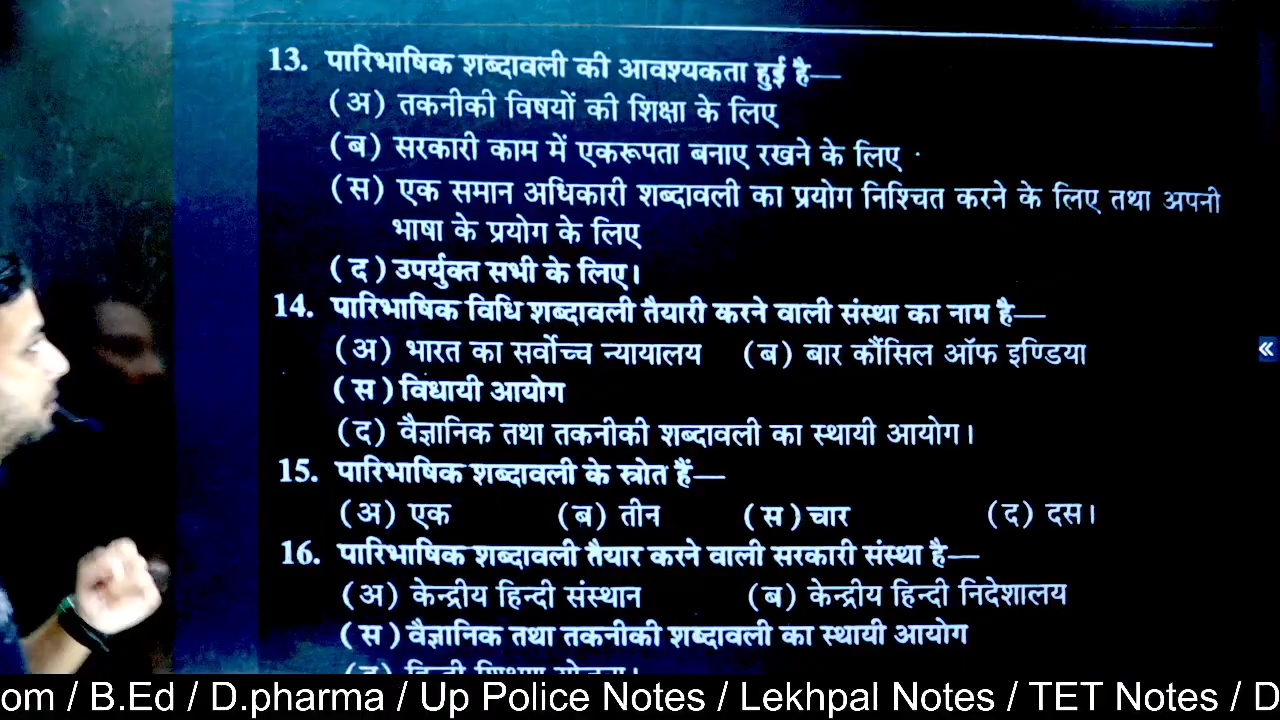 13. पारिभाषिक शब्दावली की आवश्यकता हुई है—
(अ) तकनीकी विषयों की शिक्षा के लिए
(ब) सरकारी काम में एकरूपता बनाए रखने के लिए
(स) एक समान अधिकारी शब्दावली का प्रयोग निश्चित करने के लिए तथा अपनी
भाषा के प्रयोग के लिए
(द) उपर्युक्त सभी के लिए।
14. पारिभाषिक विधि शब्दावली तैयारी करने वाली संस्था का नाम है—
(अ) भारत का सर्वोच्च न्यायालय (ब) बार कौंसिल ऑफ इण्डिया
(स) विधायी आयोग
(द) वैज्ञानिक तथा तकनीकी शब्दावली का स्थायी आयोग।
15. पारिभाषिक शब्दावली के स्त्रोत हैं—
(अ) एक (ब) तीन (स) चार (द) दस।
16. पारिभाषिक शब्दावली तैयार करने वाली सरकारी संस्था है—
(अ) केन्द्रीय हिन्दी संस्थान (ब) केन्द्रीय हिन्दी निदेशालय
(स) वैज्ञानिक तथा तकनीकी शब्दावली का स्थायी आयोग
om / B.Ed / D.pharma / Up Police Notes / Lekhpal Notes / TET Notes / D